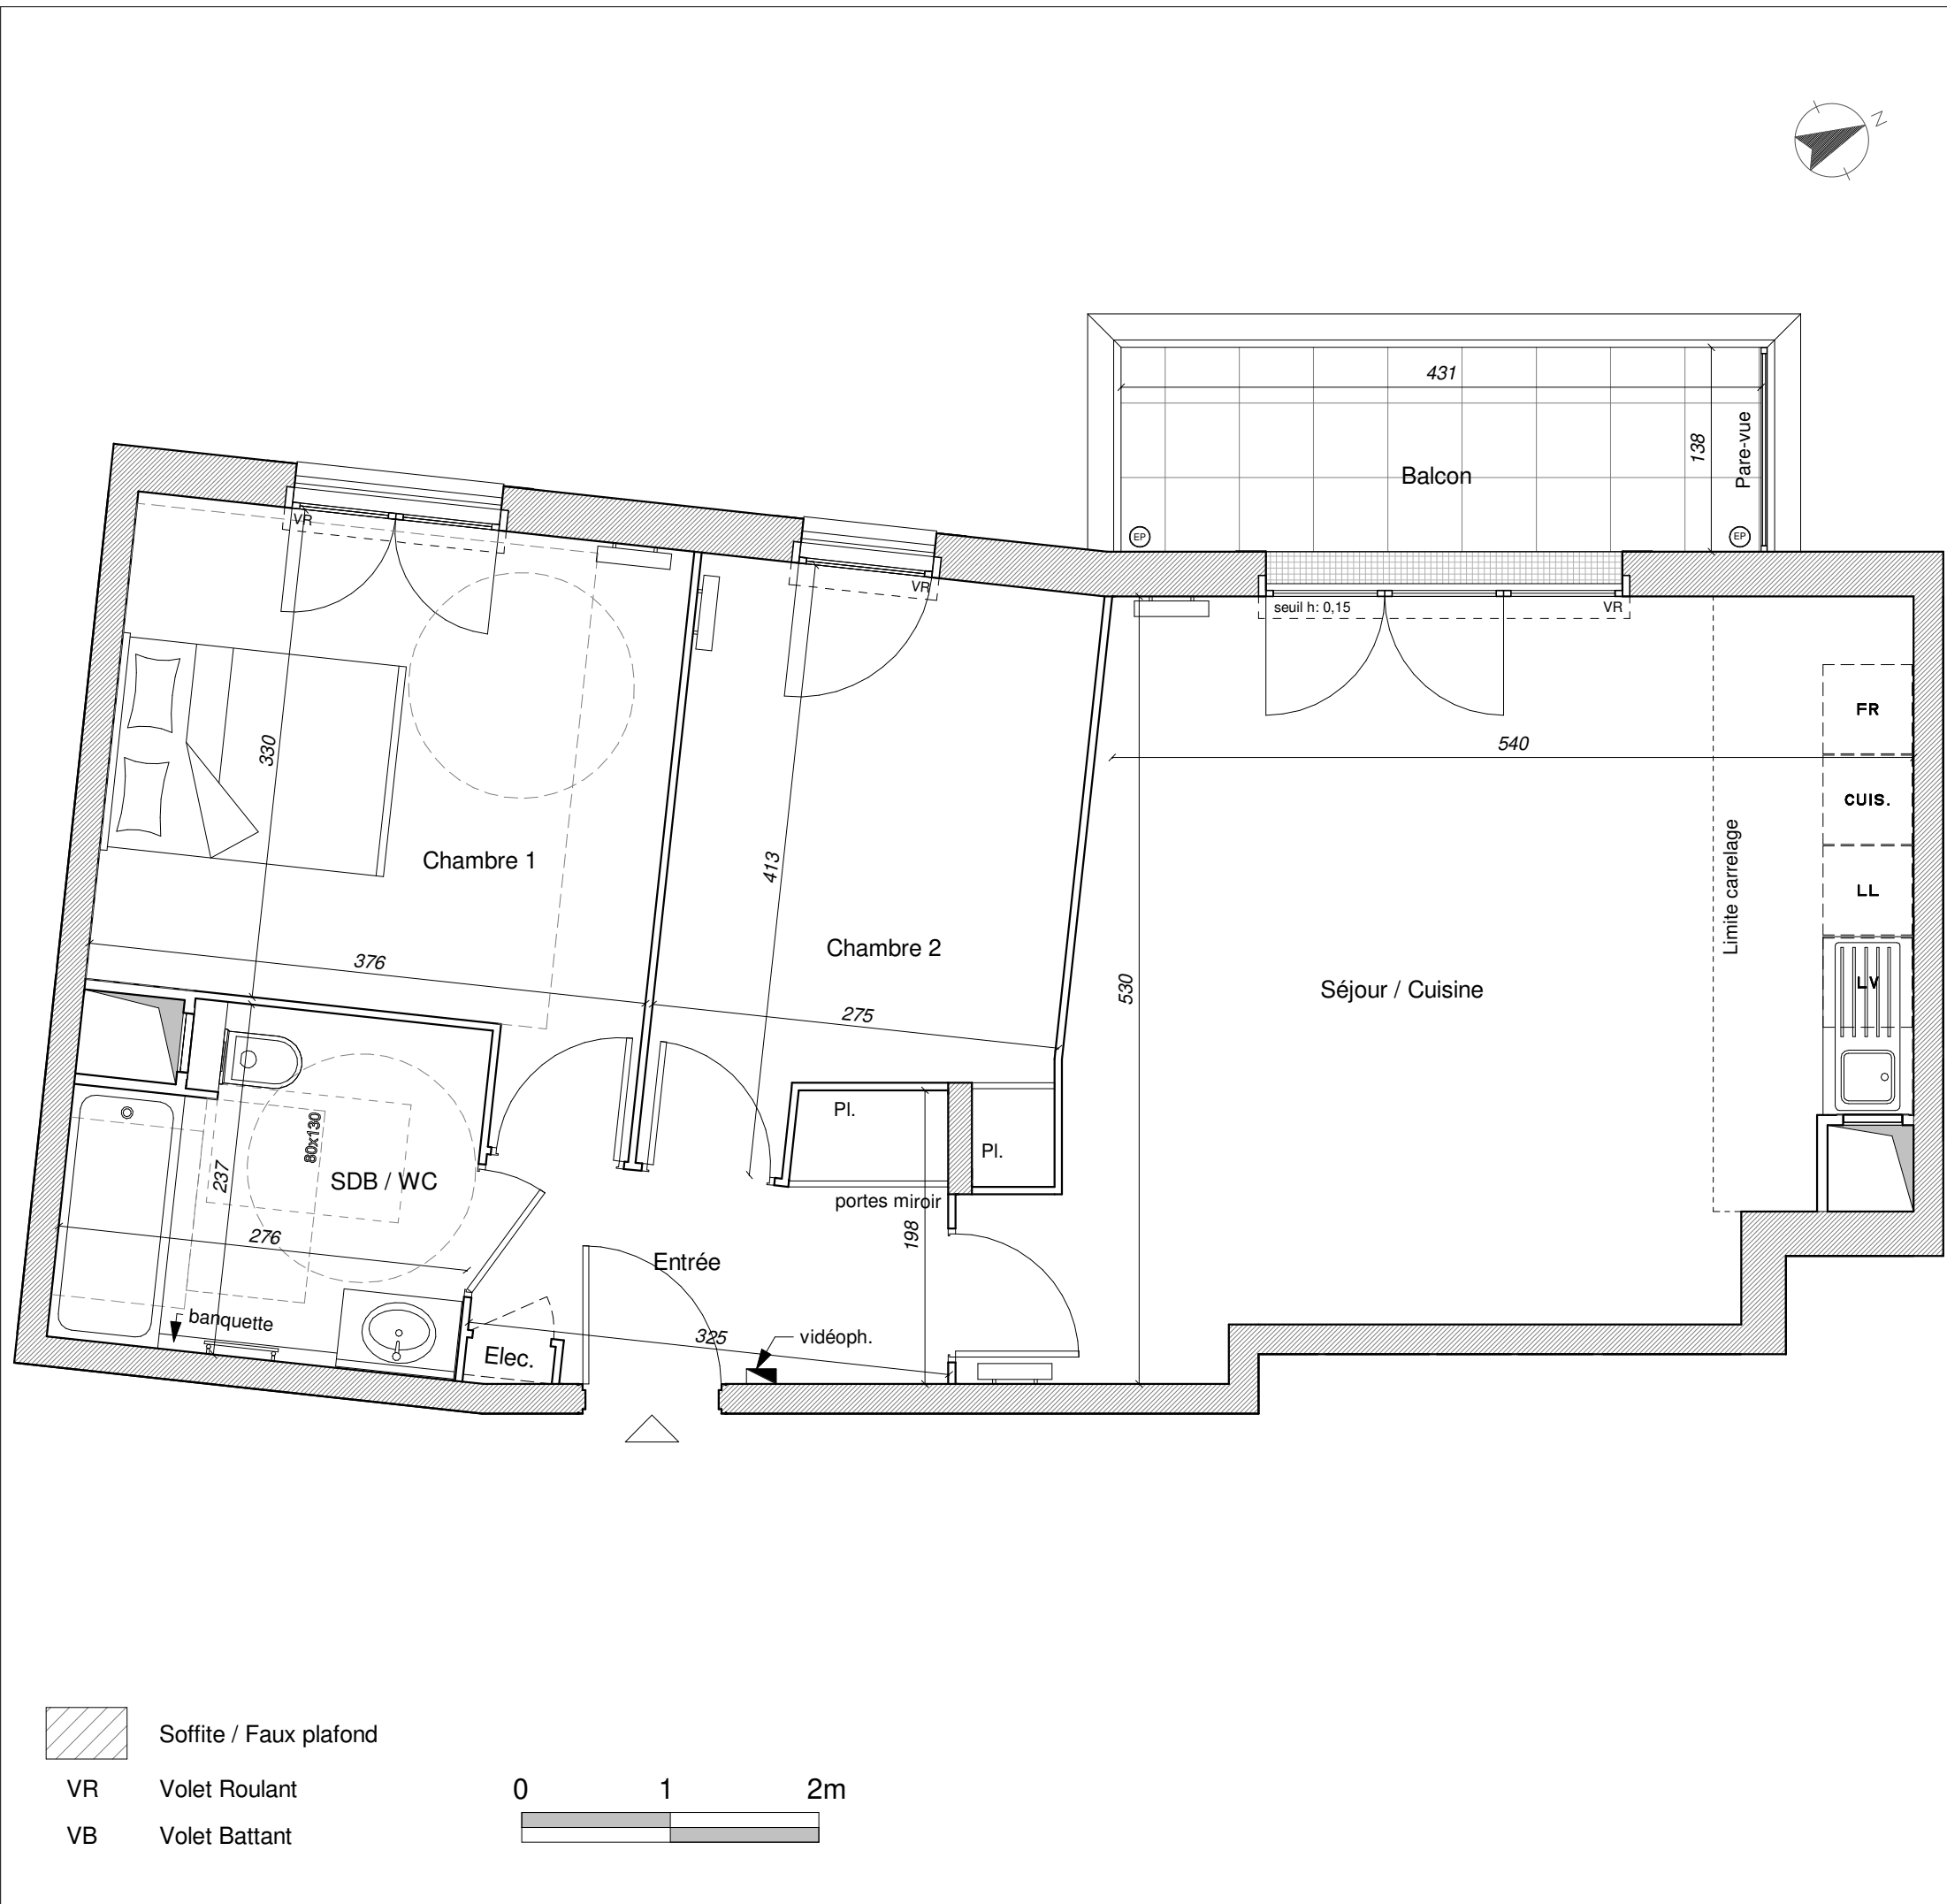 N
431
138
Pare-vue
Balcon
EP
EP
VR
VR
seuil h: 0,15
VR
FR
CUIS.
LL
LV
540
Limite carrelage
330
Chambre 1
413
Chambre 2
376
275
530
Séjour / Cuisine
Pl.
Pl.
portes miroir
80x130
237
SDB / WC
276
198
Entrée
banquette
325
vidéoph.
Elec.
Soffite / Faux plafond
VR Volet Roulant
VB Volet Battant
0 1 2m